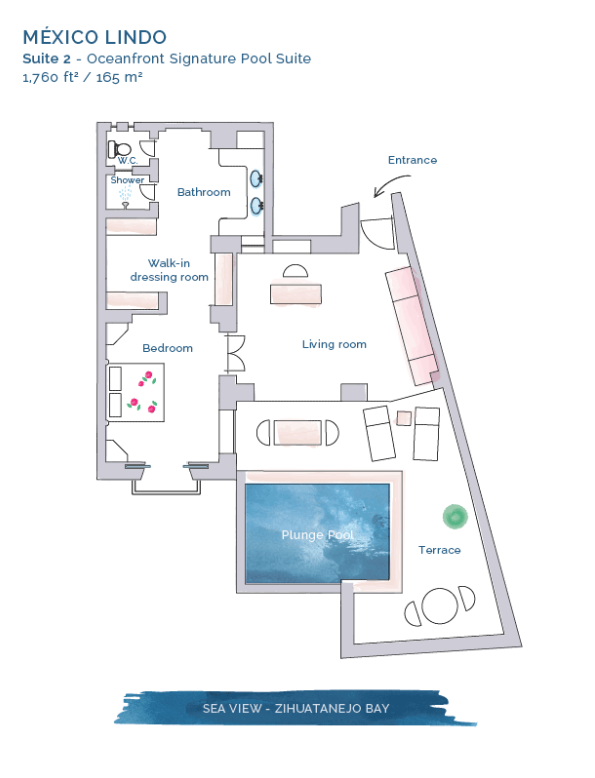 MÉXICO LINDO
Suite 2 - Oceanfront Signature Pool Suite
1,760 ft² / 165 m²
Entrance
W.C.
Shower
Bathroom
Walk-in
dressing room
Bedroom
Living room
Plunge Pool
Terrace
SEA VIEW - ZIHUATANEJO BAY